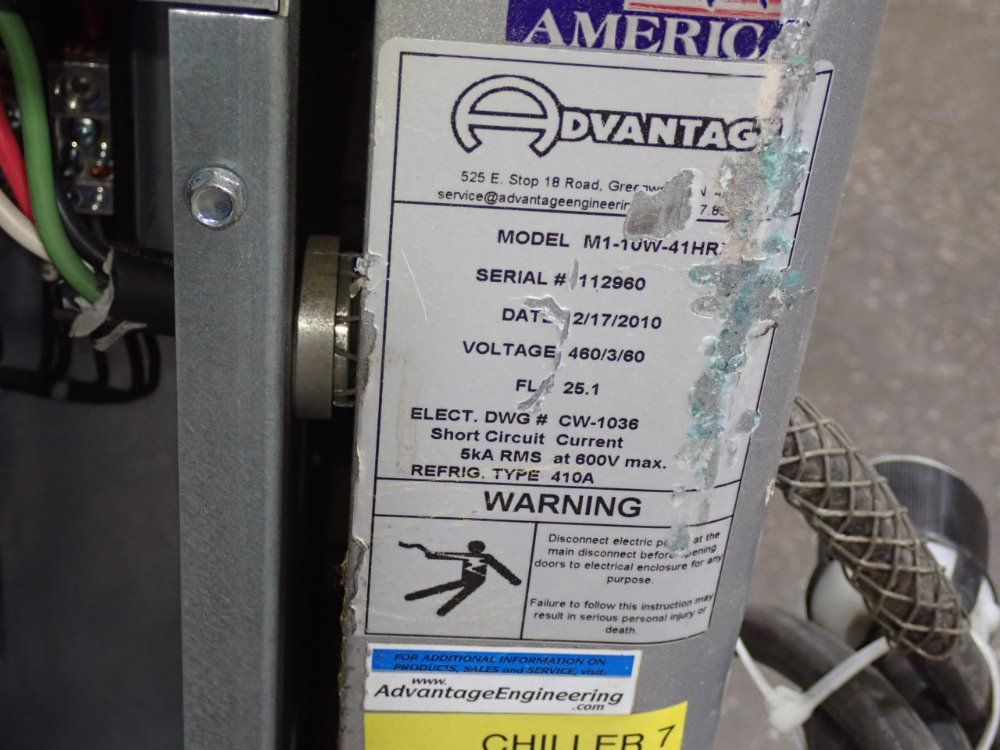 AMERICA
ADVANTAG
525 E. Stop 18 Road,
service@advantageengineerin
MODEL M1-10W-41HR
SERIAL # 112960
DATE 2/17/2010
VOLTAGE 460/3/60
FL 25.1
ELECT. DWG # CW-1036
Short Circuit Current
5kA RMS at 600V max.
REFRIG. TYPE 410A
WARNING
Disconnect electric power at the
main disconnect before opening
doors to electrical enclosure for any
purpose.
Failure to follow this instruction may
result in serious personal injury or
death.
FOR ADDITIONAL INFORMATION ON
PRODUCTS, SALES and SERVICE, visit:
www.
AdvantageEngineering
.com
CHILLER 7